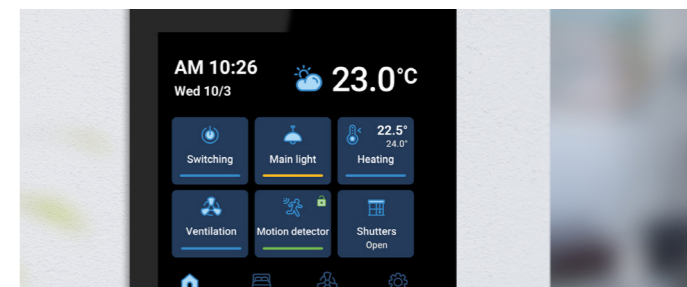 AM 10:26
Wed 10/3
23.0°C
Switching
Main light
22.5°
24.0°
Heating
Ventilation
Motion detector
Shutters
Open